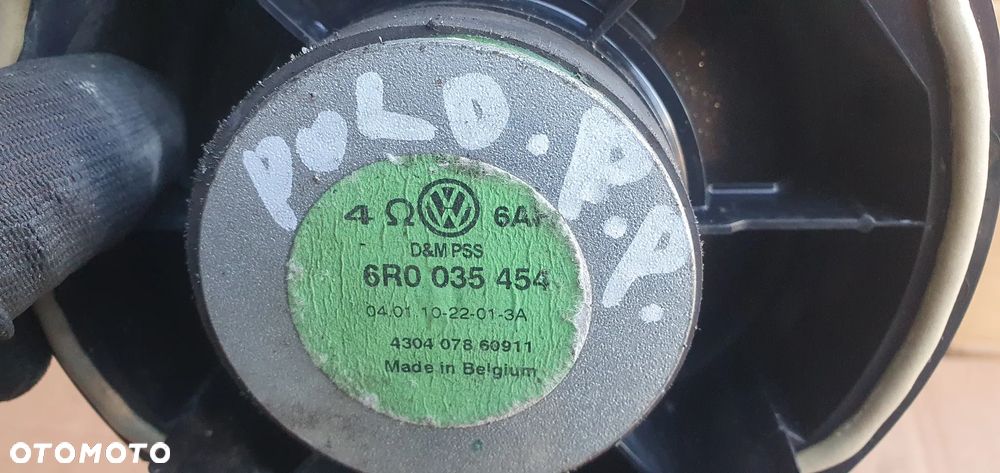 POLO. P.P.
4 Ω VW
D&M PSS
6R0 035 454
04.01 10-22-01-3A
4304 078 60911
Made in Belgium
OTOMOTO